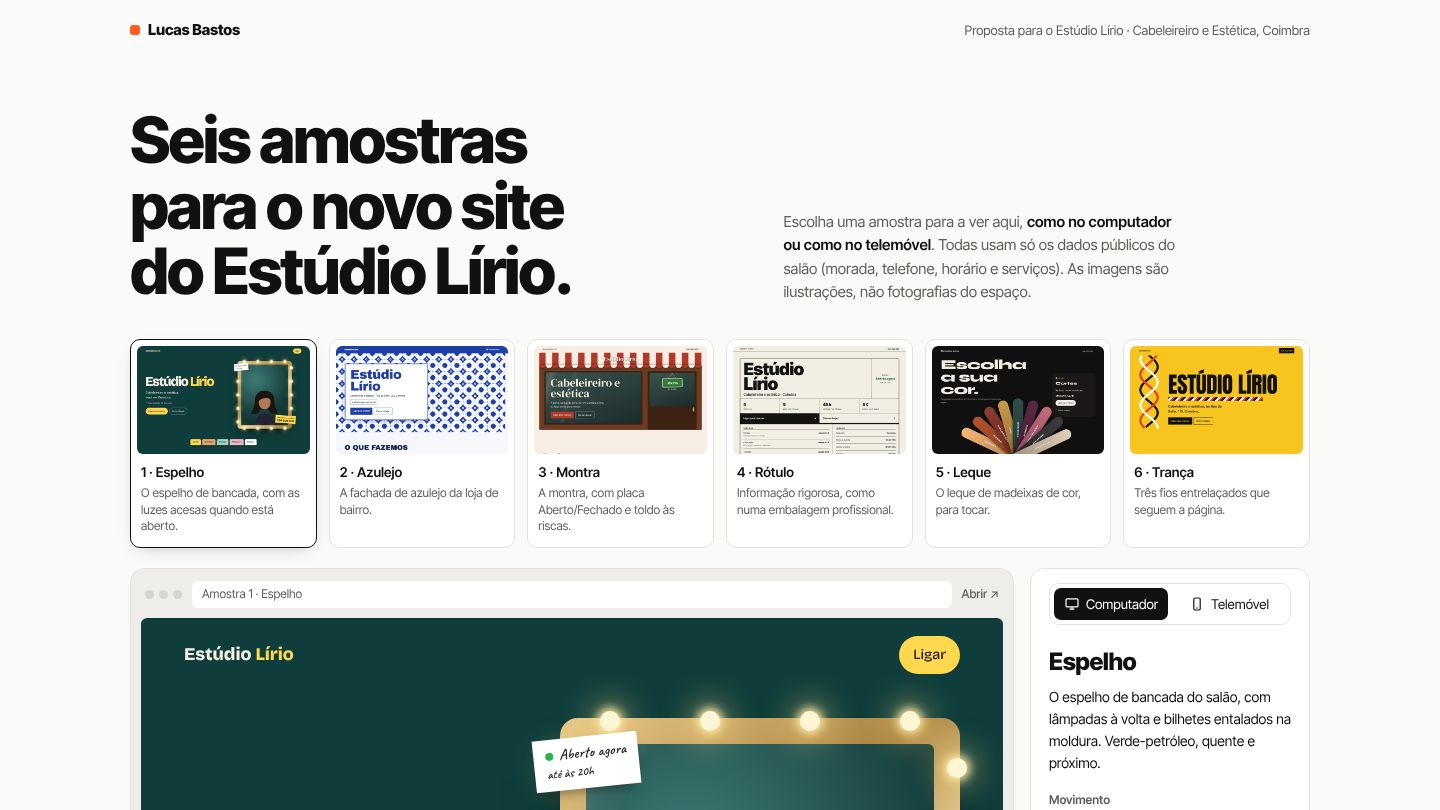 Lucas Bastos
Proposta para o Estúdio Lírio · Cabeleireiro e Estética, Coimbra
Seis amostras
para o novo site
do Estúdio Lírio.
Escolha uma amostra para a ver aqui, como no computador
ou como no telemóvel. Todas usam só os dados públicos do
salão (morada, telefone, horário e serviços). As imagens são
ilustrações, não fotografias do espaço.
Estúdio Lírio
1 · Espelho
O espelho de bancada, com as
luzes acesas quando está
aberto.
Estúdio
Lírio
O QUE FAZEMOS
2 · Azulejo
A fachada de azulejo da loja de
bairro.
Cabeleireiro e
estética
3 · Montra
A montra, com placa
Aberto/Fechado e toldo às
riscas.
Estúdio
Lírio
4 · Rótulo
Informação rigorosa, como
numa embalagem profissional.
Escolha
a sua
cor.
Cortes
5 · Leque
O leque de madeixas de cor,
para tocar.
ESTÚDIO LÍRIO
6 · Trança
Três fios entrelaçados que
seguem a página.
Amostra 1 · Espelho
Abrir ↗
Estúdio Lírio
Ligar
Aberto agora
até às 20h
Computador
Telemóvel
Espelho
O espelho de bancada do salão, com
lâmpadas à volta e bilhetes entalados na
moldura. Verde-petróleo, quente e
próximo.
Movimento